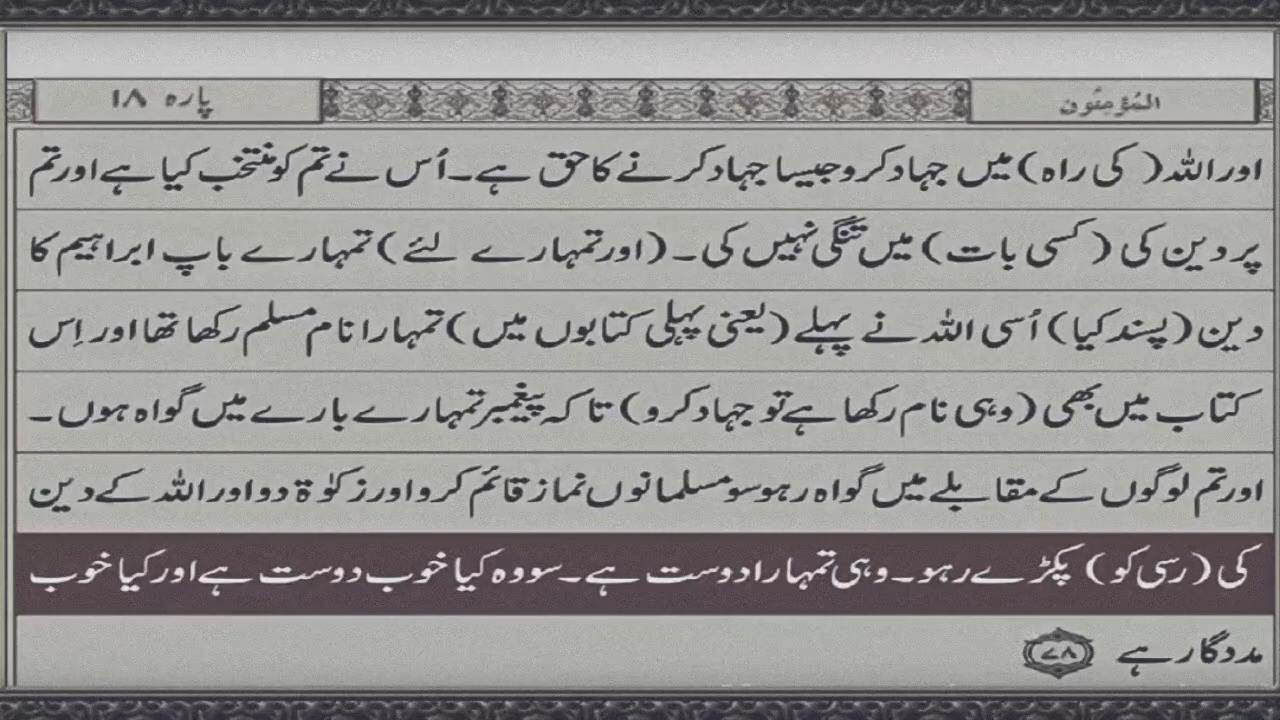 المؤمنون پارہ ۱۸
اور اللہ (کی راہ) میں جہاد کرو جیسا جہاد کرنے کا حق ہے۔ اُس نے تم کو منتخب کیا ہے اور تم
پر دین کی (کسی بات) میں تنگی نہیں کی۔ (اور تمہارے لئے) تمہارے باپ ابراہیم کا
دین (پسند کیا) اُسی اللہ نے پہلے (یعنی پہلی کتابوں میں) تمہارا نام مسلم رکھا تھا اور اِس
کتاب میں بھی (وہی نام رکھا ہے تو جہاد کرو) تاکہ پیغمبر تمہارے بارے میں گواہ ہوں۔
اور تم لوگوں کے مقابلے میں گواہ رہو سو مسلمانوں نماز قائم کرو اور زکوٰۃ دو اور اللہ کے دین
کی (رسی کو) پکڑے رہو۔ وہی تمہارا دوست ہے۔ سو وہ کیا خوب دوست ہے اور کیا خوب
مددگار ہے ۷۸